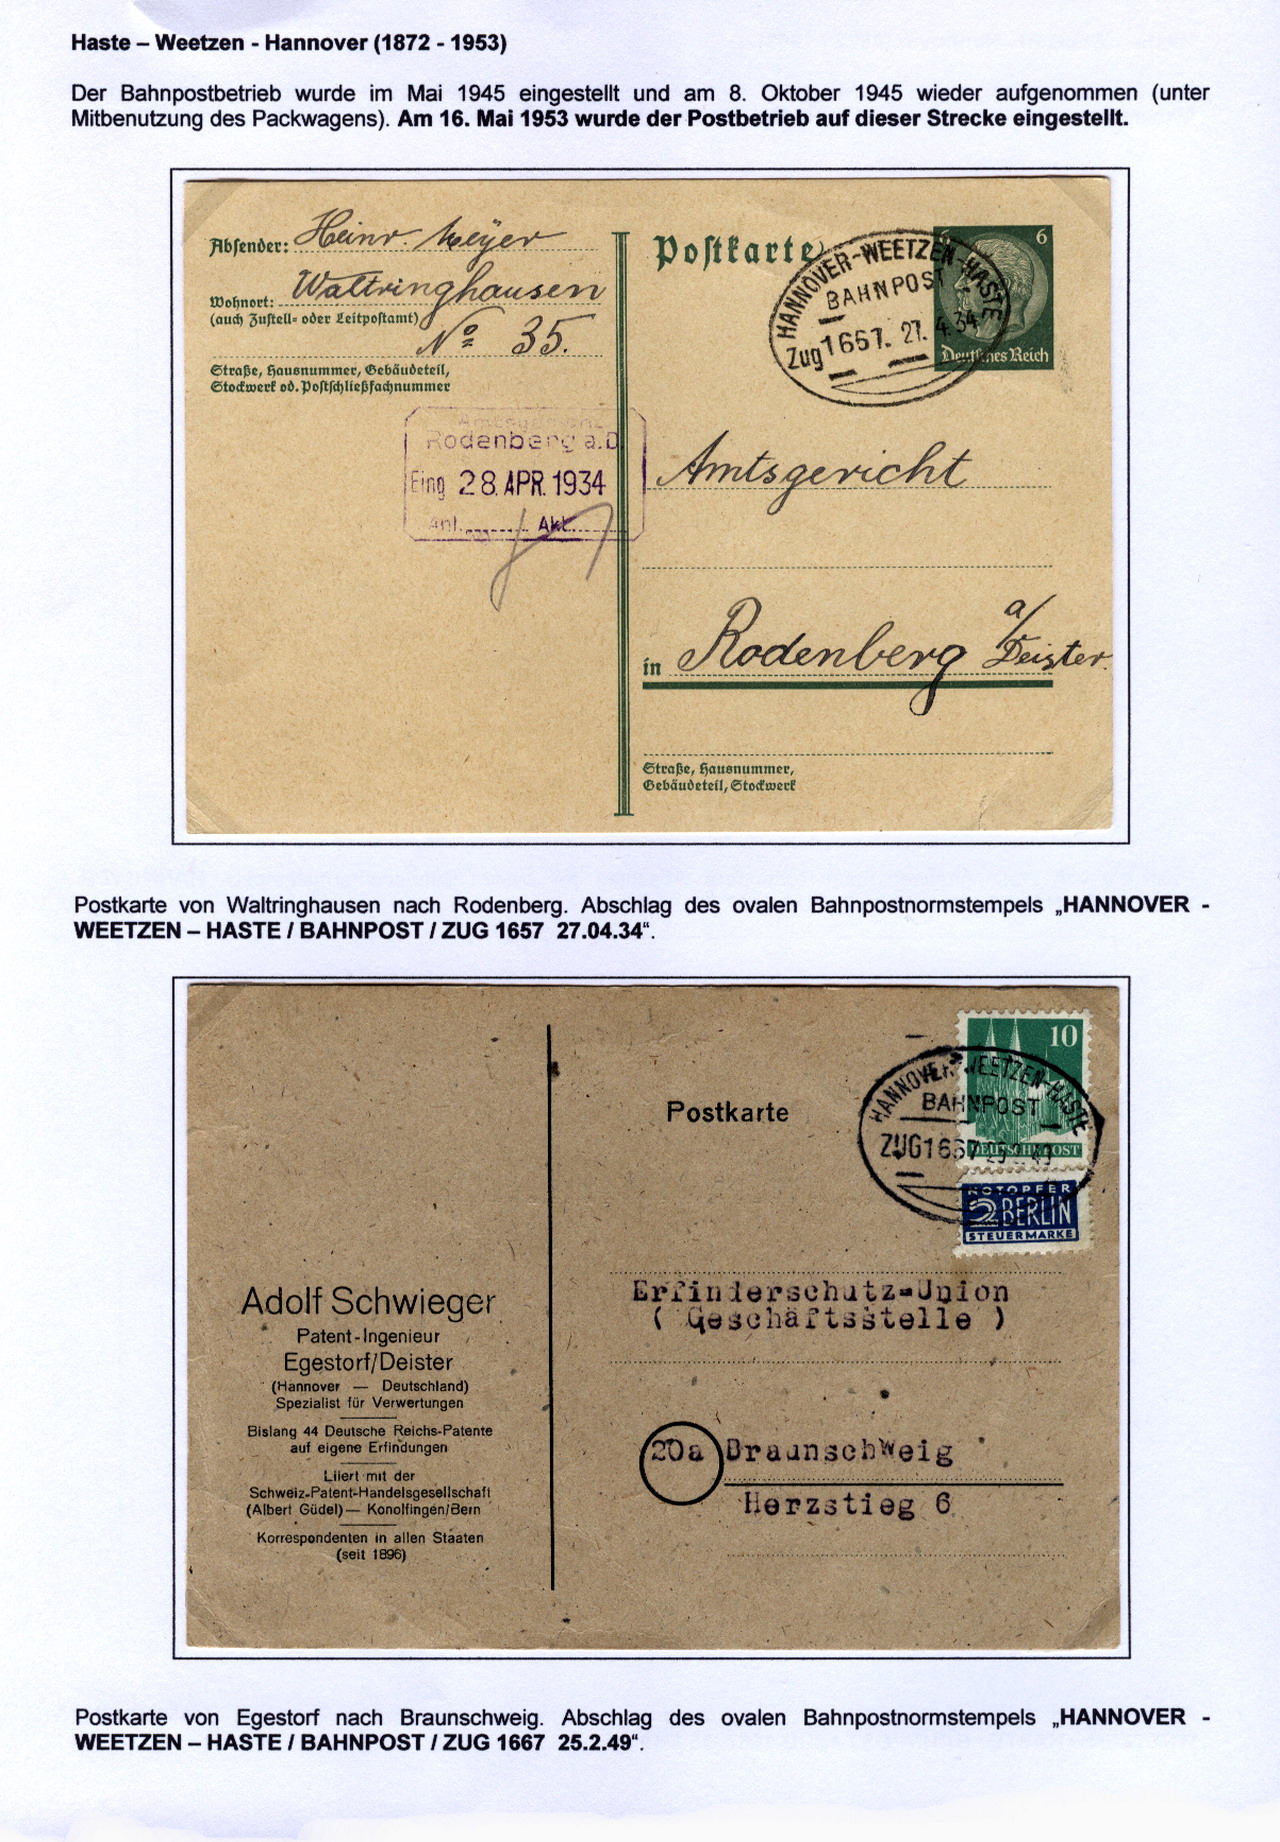 Haste – Weetzen - Hannover (1872 - 1953)
Der Bahnpostbetrieb wurde im Mai 1945 eingestellt und am 8. Oktober 1945 wieder aufgenommen (unter
Mitbenutzung des Packwagens). Am 16. Mai 1953 wurde der Postbetrieb auf dieser Strecke eingestellt.
Absender: Heinr. Meyer
Wohnort: Waltringhausen
(auch Zustell- oder Leitpostamt)
No 35.
Straße, Hausnummer, Gebäudeteil,
Stockwerk od. Postschließfachnummer
Postkarte
HANNOVER-WEETZEN-HASTE
BAHNPOST
Zug 1657. 27.4.34
6 6
Deutsches Reich
Amtsgericht
Rodenberg a.D.
Eing 28. APR. 1934
Anl. Akt.
Amtsgericht
in Rodenberg a/Deister.
Straße, Hausnummer,
Gebäudeteil, Stockwerk
Postkarte von Waltringhausen nach Rodenberg. Abschlag des ovalen Bahnpostnormstempels „HANNOVER -
WEETZEN – HASTE / BAHNPOST / ZUG 1657 27.04.34“.
10
DEUTSCHE POST
HANNOVER-WEETZEN-HASTE
BAHNPOST
ZUG 1667
NOTOPFER
2 BERLIN
STEUERMARKE
Postkarte
Adolf Schwieger
Patent-Ingenieur
Egestorf/Deister
(Hannover — Deutschland)
Spezialist für Verwertungen
Bislang 44 Deutsche Reichs-Patente
auf eigene Erfindungen
Liiert mit der
Schweiz-Patent-Handelsgesellschaft
(Albert Güdel) — Konolfingen/Bern
Korrespondenten in allen Staaten
(seit 1896)
Erfinderschutz-Union
( Geschäftsstelle )
20a Braunschweig
Herzstieg 6
Postkarte von Egestorf nach Braunschweig. Abschlag des ovalen Bahnpostnormstempels „HANNOVER -
WEETZEN – HASTE / BAHNPOST / ZUG 1667 25.2.49“.